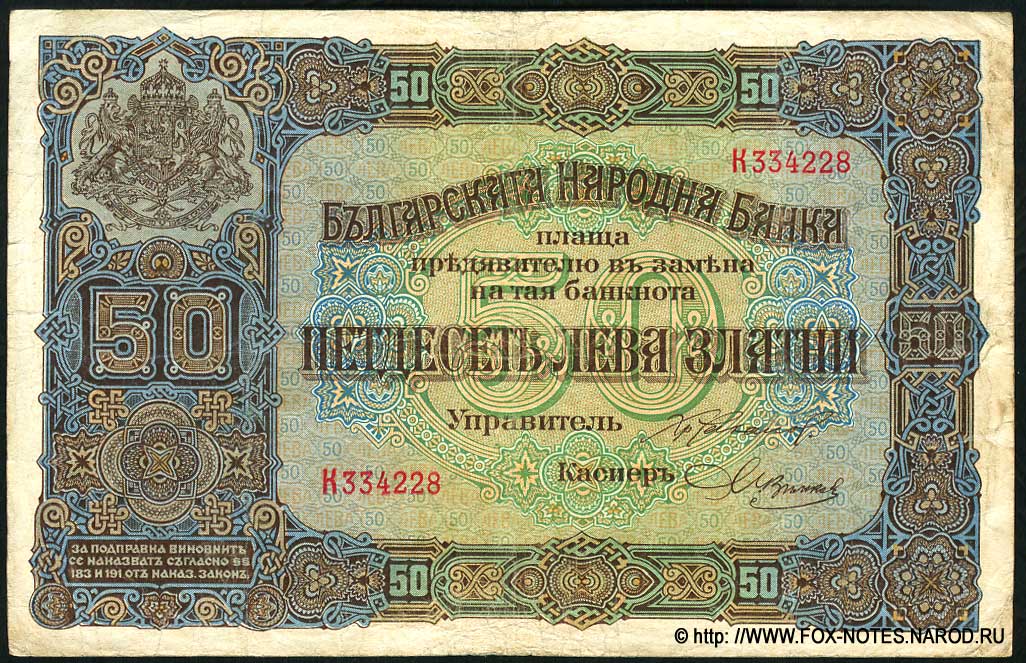 50 50
К334228
БЪЛГАРСКАТА НАРОДНА БАНКА
плаща
прѣдявителю въ замѣна
на тая банкнота
50 50 50
ПЕТДЕСЕТЬ ЛЕВА ЗЛАТНИ
Управитель
Касиеръ
К334228
ЗА ПОДПРАВКА ВИНОВНИТѢ
СЕ НАКАЗВАТ СЪГЛАСНО §§
183 И 191 ОТЪ НАКАЗ. ЗАКОНЪ.
50 50
© http: //WWW.FOX-NOTES.NAROD.RU